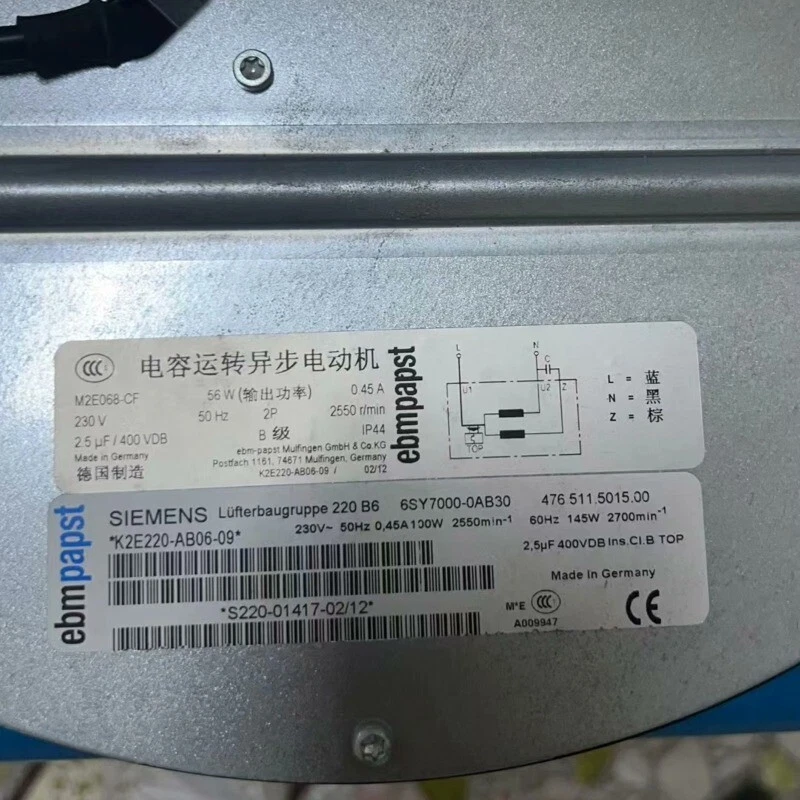 CCC
电容运转异步电动机
M2E068-CF 56 W (输出功率) 0.45 A
230 V 50 Hz 2P 2550 r/min
2.5 µF / 400 VDB B 级 IP44
Made in Germany ebm-papst Mulfingen GmbH & Co.KG
德国制造 Postfach 1161, 74671 Mulfingen, Germany
K2E220-AB06-09 / 02/12
ebmpapst
L N
C
U1 U2 Z
TOP
L = 蓝
N = 黑
Z = 棕
ebmpapst
SIEMENS Lüfterbaugruppe 220 B6 6SY7000-0AB30 476 511.5015.00
230V~ 50Hz 0,45A 100W 2550min-1 60Hz 145W 2700min-1
*K2E220-AB06-09* 2,5µF 400VDB Ins.Cl.B TOP
Made in Germany
*S220-01417-02/12*
M*E CCC CE
A009947